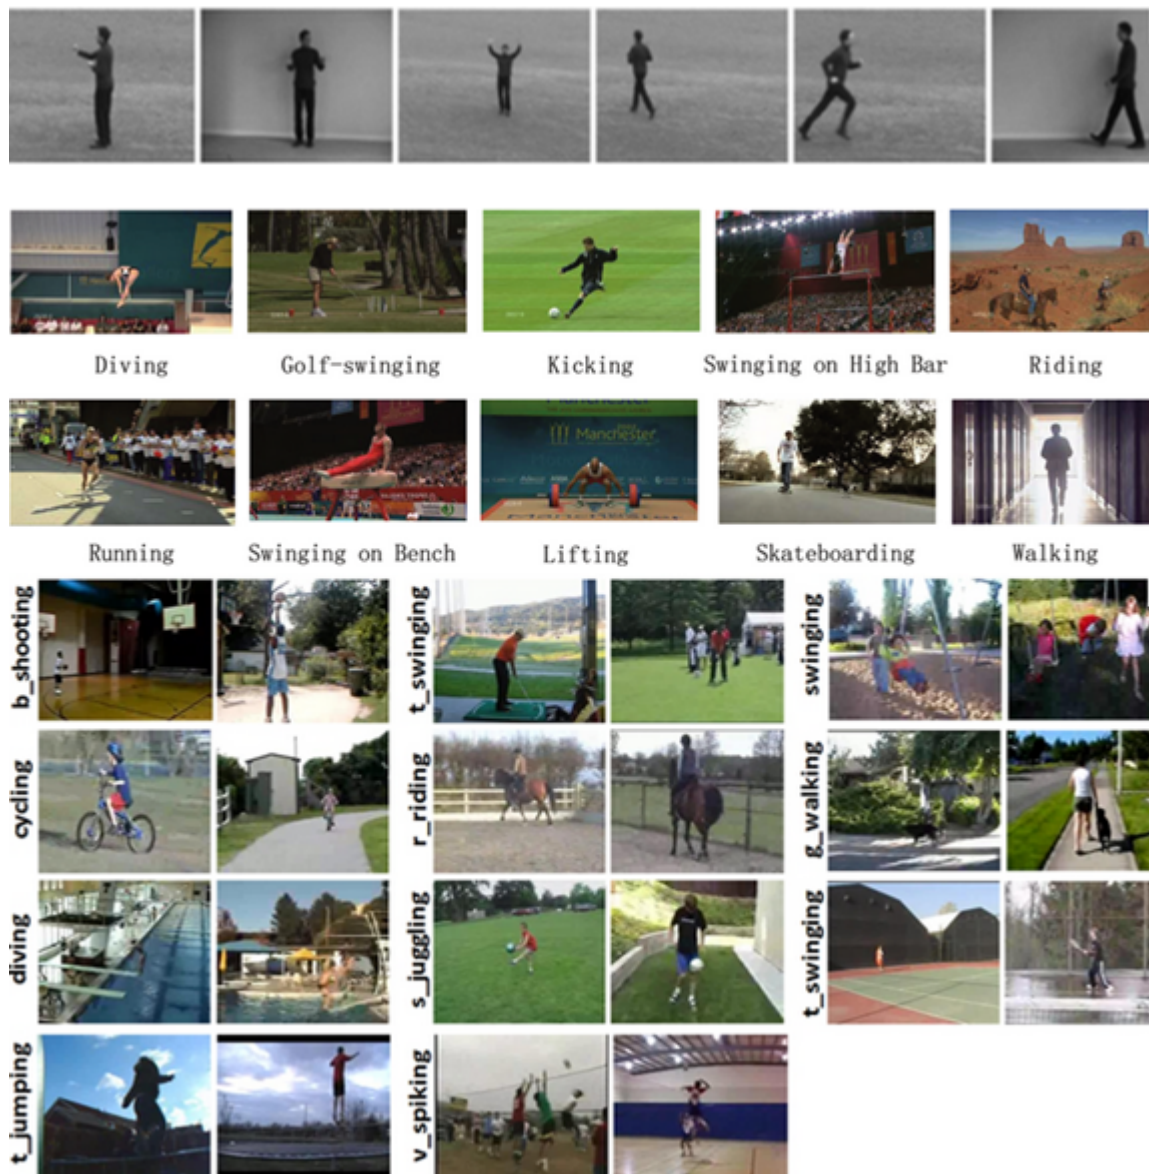 Diving Golf-swinging Kicking Swinging on High Bar Riding
Manchester
Manchester
Running Swinging on Bench Lifting Skateboarding Walking
b_shooting t_swinging swinging
cycling r_riding g_walking
diving s_juggling t_swinging
t_jumping v_spiking